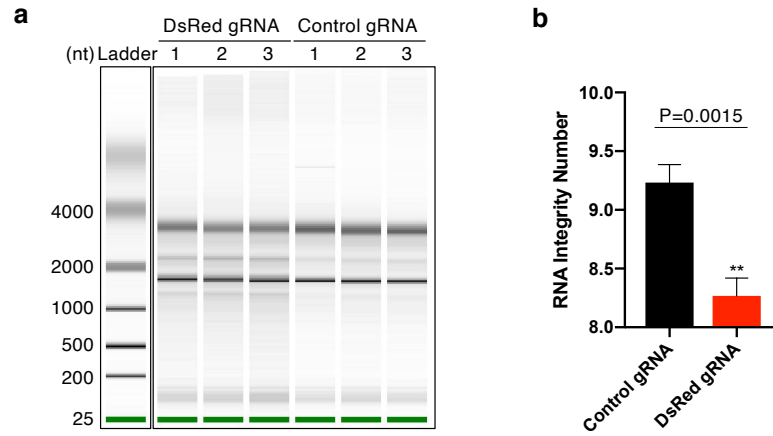 a
DsRed gRNA Control gRNA
(nt) Ladder 1 2 3 1 2 3
4000
2000
1000
500
200
25
b
10.0
9.5
9.0
8.5
8.0
RNA Integrity Number
P=0.0015
**
Control gRNA
DsRed gRNA